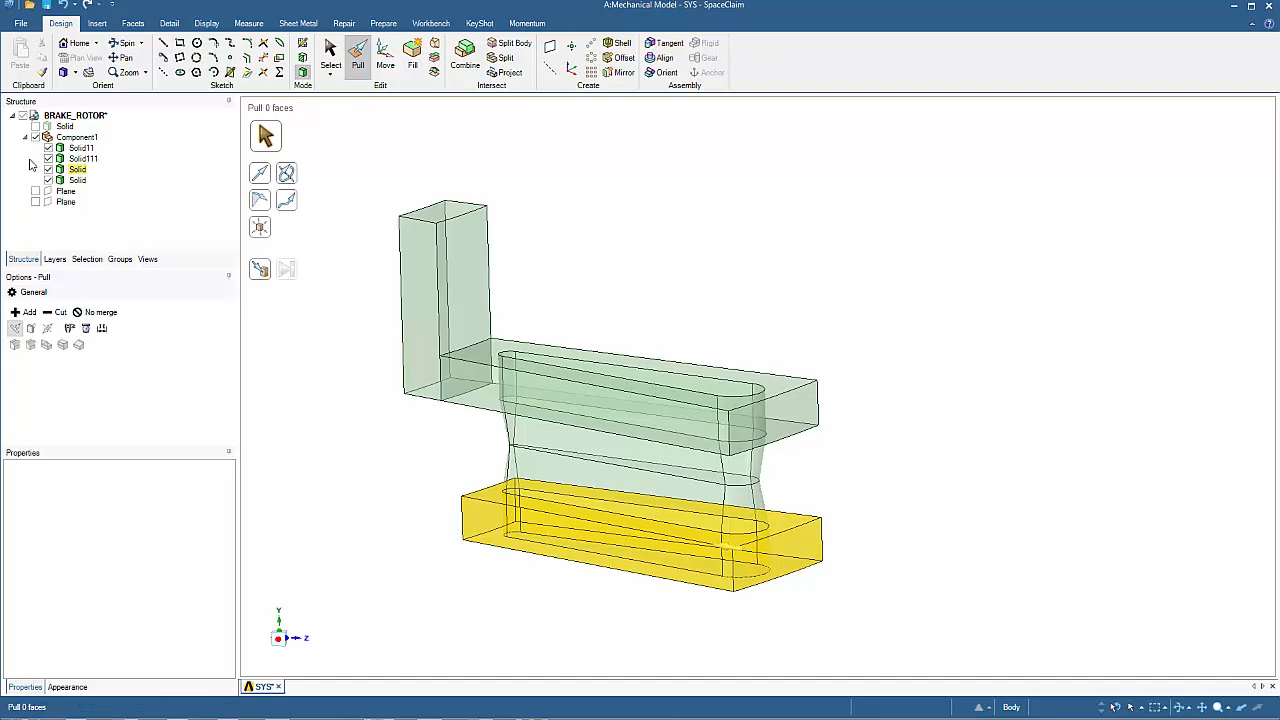 A:Mechanical Model - SYS - SpaceClaim
File Design Insert Facets Detail Display Measure Sheet Metal Repair Prepare Workbench KeyShot Momentum
Paste
Clipboard
Home Spin
Plan View Pan
Zoom
Orient
Sketch
Mode
Select Pull Move Fill
Edit
Combine
Split Body
Split
Project
Intersect
Shell
Offset
Mirror
Create
Tangent Rigid
Align Gear
Orient Anchor
Assembly
Structure
BRAKE_ROTOR*
Solid
Component1
Solid11
Solid111
Solid
Solid
Plane
Plane
Structure Layers Selection Groups Views
Options - Pull
General
Add Cut No merge
Properties
Properties Appearance
Pull 0 faces
Y
Z
SYS*
Pull 0 faces
Body